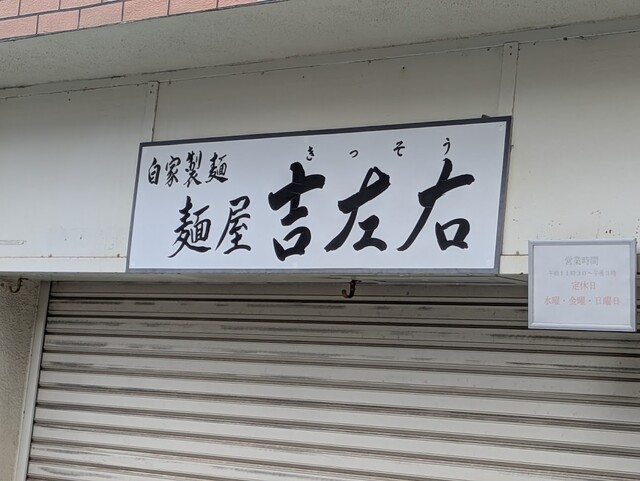 自家製麺
きっそう
麺屋 吉左右
営業時間
定休日
水曜・金曜・日曜日